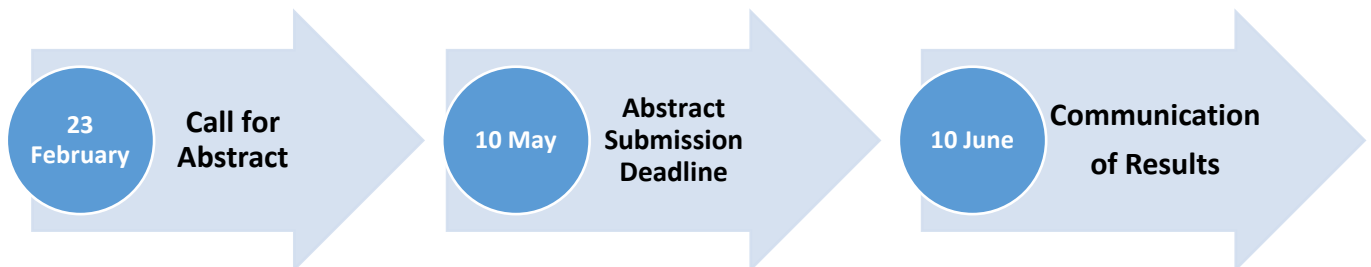 23
February
Call for
Abstract
10 May
Abstract
Submission
Deadline
10 June
Communication
of Results